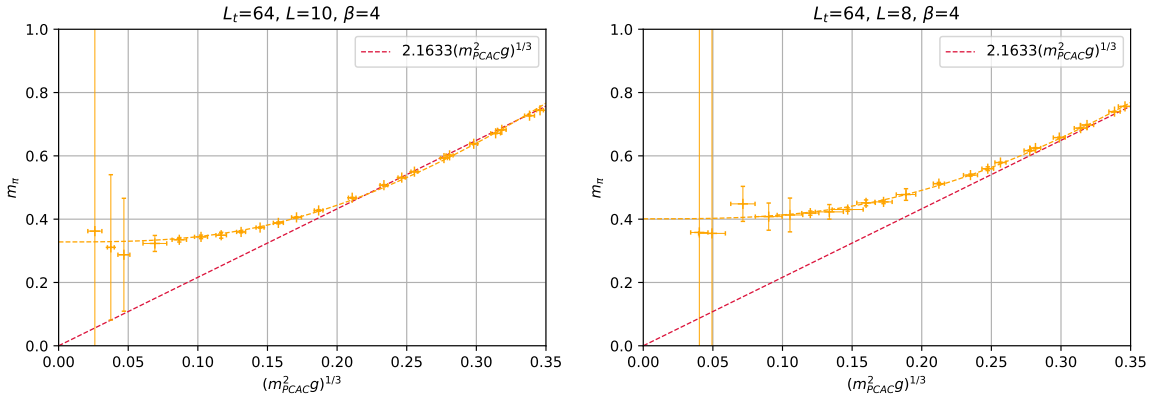 L_t=64, L=10, β=4
1.0
0.8
0.6
0.4
0.2
0.0
m_π
2.1633(m²_PCAC g)^1/3
0.00 0.05 0.10 0.15 0.20 0.25 0.30 0.35
(m²_PCAC g)^1/3
L_t=64, L=8, β=4
1.0
0.8
0.6
0.4
0.2
0.0
m_π
2.1633(m²_PCAC g)^1/3
0.00 0.05 0.10 0.15 0.20 0.25 0.30 0.35
(m²_PCAC g)^1/3